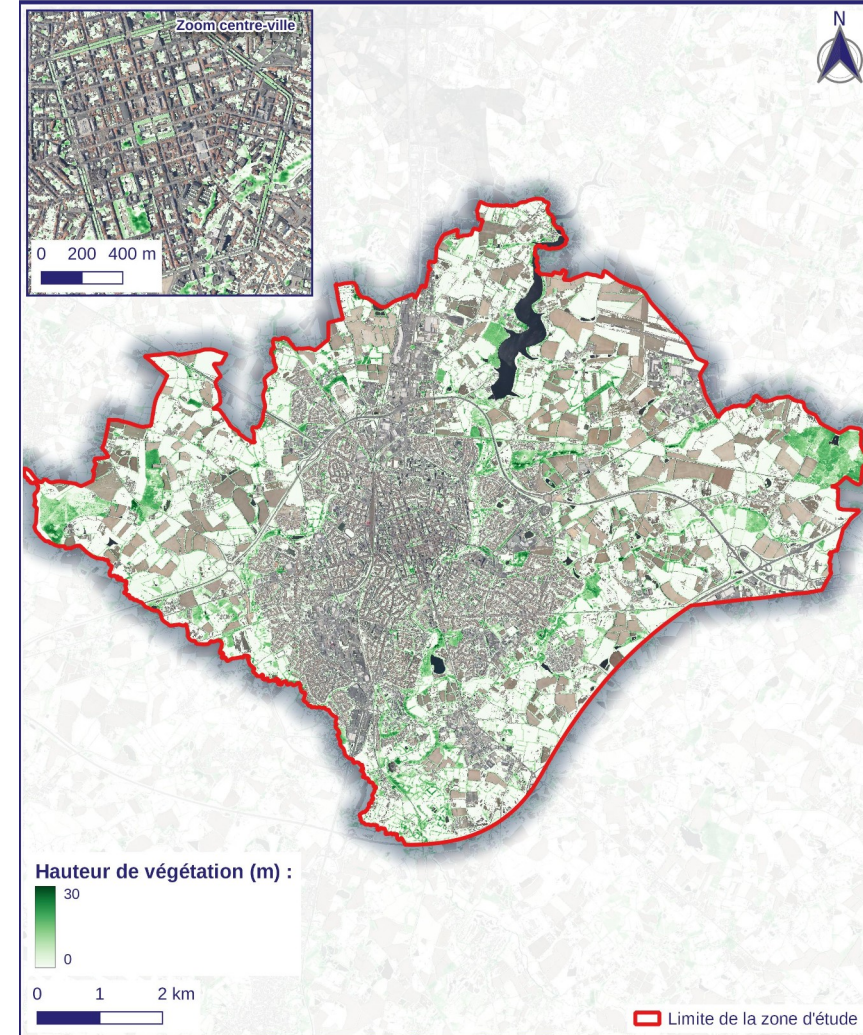 Zoom centre-ville
N
0 200 400 m
Hauteur de végétation (m) :
30
0
0 1 2 km
Limite de la zone d'étude